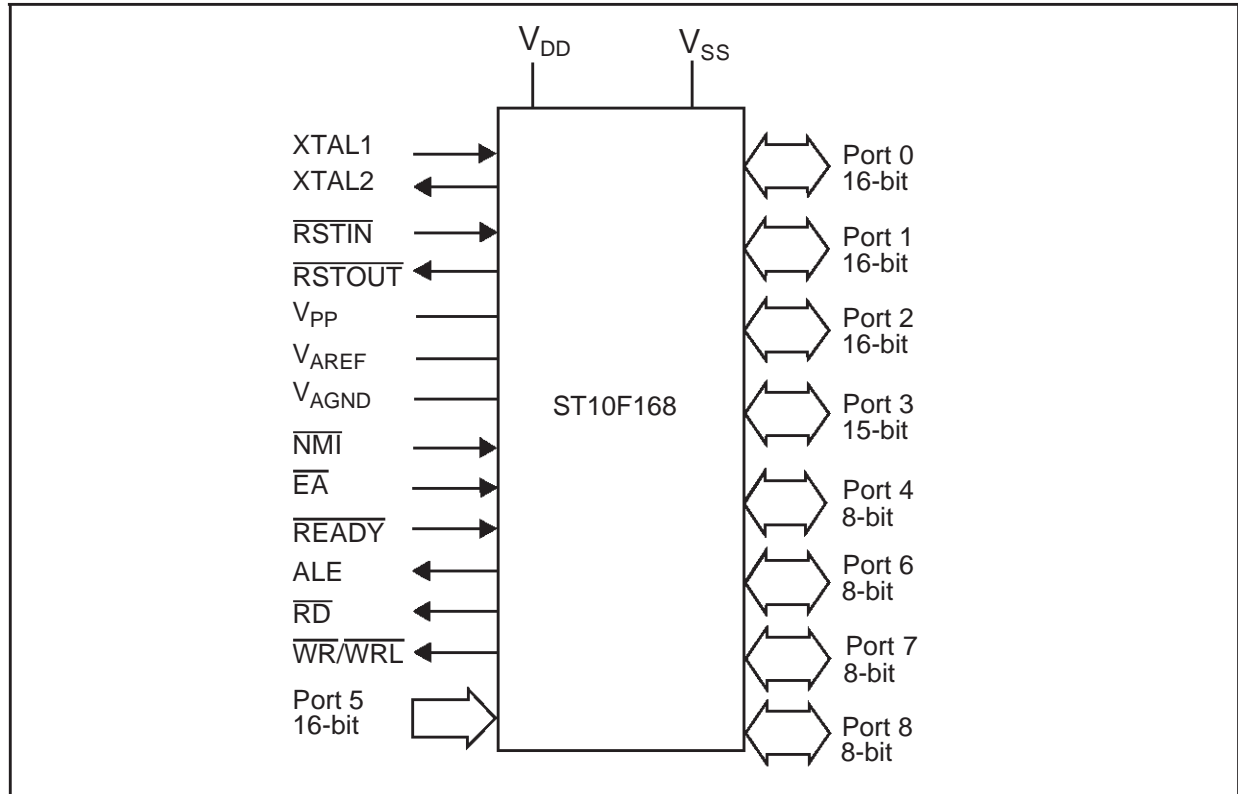 VDD
VSS
XTAL1
XTAL2
RSTIN
RSTOUT
VPP
VAREF
VAGND
NMI
EA
READY
ALE
RD
WR/WRL
Port 5
16-bit
ST10F168
Port 0
16-bit
Port 1
16-bit
Port 2
16-bit
Port 3
15-bit
Port 4
8-bit
Port 6
8-bit
Port 7
8-bit
Port 8
8-bit